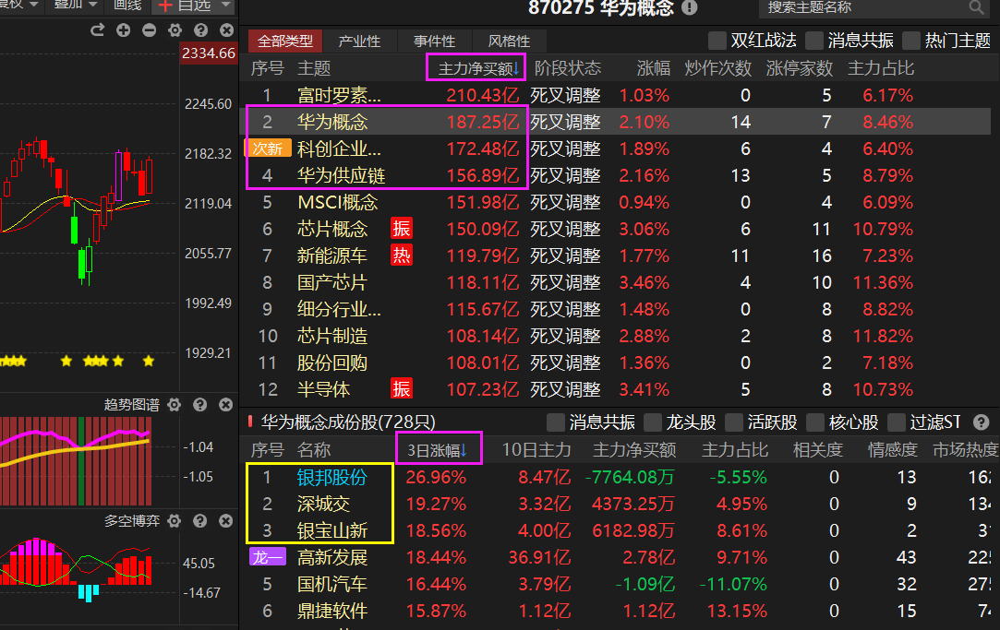 叠加 画线 自选
870275 华为概念
搜索主题名称
2334.66
2245.60
2182.32
2119.04
2055.77
1992.49
1929.21
趋势图谱
-1.04
-1.05
多空博弈
45.05
-14.67
全部类型 产业性 事件性 风格性
双红战法 消息共振 热门主题
序号 主题 主力净买额↓ 阶段状态 涨幅 炒作次数 涨停家数 主力占比
1 富时罗素... 210.43亿 死叉调整 1.03% 0 5 6.17%
2 华为概念 187.25亿 死叉调整 2.10% 14 7 8.46%
次新 科创企业... 172.48亿 死叉调整 1.89% 6 4 6.40%
4 华为供应链 156.89亿 死叉调整 2.16% 13 5 8.79%
5 MSCI概念 151.98亿 死叉调整 0.94% 0 4 6.09%
6 芯片概念 振 150.09亿 死叉调整 3.06% 6 11 10.79%
7 新能源车 热 119.79亿 死叉调整 1.77% 11 16 7.23%
8 国产芯片 118.11亿 死叉调整 3.46% 4 10 11.36%
9 细分行业... 115.67亿 死叉调整 1.48% 0 8 8.82%
10 芯片制造 108.14亿 死叉调整 2.88% 2 8 11.82%
11 股份回购 108.01亿 死叉调整 1.36% 0 2 7.18%
12 半导体 振 107.23亿 死叉调整 3.41% 5 8 10.73%
华为概念成份股(728只)
消息共振 龙头股 活跃股 核心股 过滤ST
序号 名称 3日涨幅↓ 10日主力 主力净买额 主力占比 相关度 情感度 市场热度
1 银邦股份 26.96% 8.47亿 -7764.08万 -5.55% 0 13 162
2 深城交 19.27% 3.32亿 4373.25万 4.95% 0 9 134
3 银宝山新 18.56% 4.00亿 6182.98万 8.61% 0 2 31
龙一 高新发展 18.44% 36.91亿 2.78亿 9.71% 0 43 225
5 国机汽车 16.44% 3.79亿 -1.09亿 -11.07% 0 32 275
6 鼎捷软件 15.87% 1.12亿 1.12亿 13.15% 0 15 74